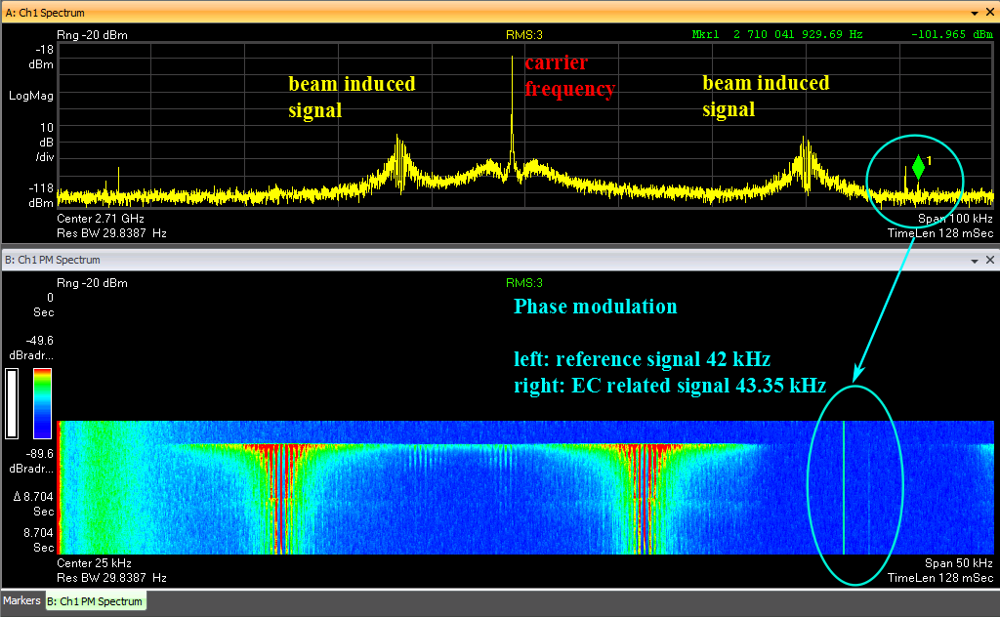 A: Ch1 Spectrum
Rng -20 dBm
RMS:3
Mkr1 2 710 041 929.69 Hz -101.965 dBm
-18
dBm
LogMag
10
dB
/div
-118
dBm
beam induced
signal
carrier
frequency
beam induced
signal
1
Center 2.71 GHz
Span 100 kHz
Res BW 29.8387 Hz
TimeLen 128 mSec
B: Ch1 PM Spectrum
Rng -20 dBm
RMS:3
0
Sec
-49.6
dBradr...
-89.6
dBradr...
Δ 8.704
Sec
8.704
Sec
Phase modulation
left: reference signal 42 kHz
right: EC related signal 43.35 kHz
Center 25 kHz
Span 50 kHz
Res BW 29.8387 Hz
TimeLen 128 mSec
Markers
B: Ch1 PM Spectrum